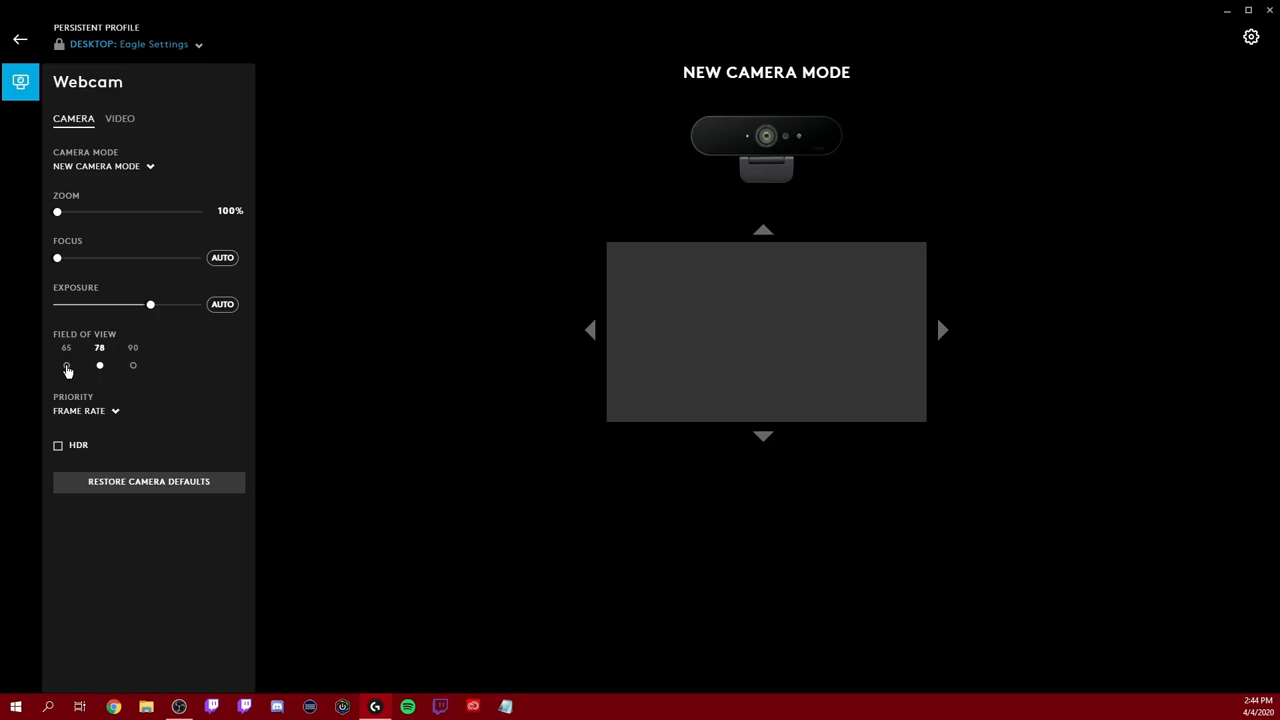 PERSISTENT PROFILE
DESKTOP: Eagle Settings
Webcam
CAMERA VIDEO
CAMERA MODE
NEW CAMERA MODE
ZOOM
100%
FOCUS
AUTO
EXPOSURE
AUTO
FIELD OF VIEW
65 78 90
PRIORITY
FRAME RATE
HDR
RESTORE CAMERA DEFAULTS
NEW CAMERA MODE
2:44 PM
4/4/2020